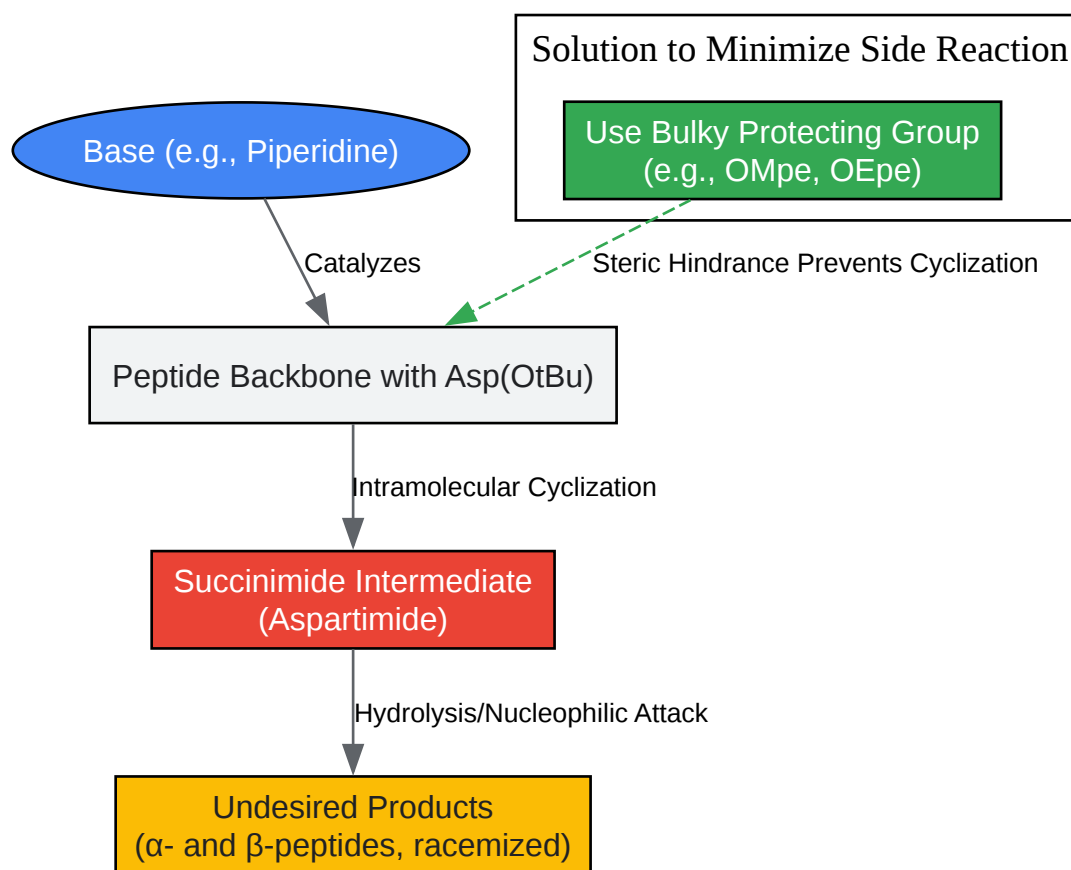 Solution to Minimize Side Reaction
Use Bulky Protecting Group
(e.g., OMpe, OEpe)
Base (e.g., Piperidine)
Catalyzes
Steric Hindrance Prevents Cyclization
Peptide Backbone with Asp(OtBu)
Intramolecular Cyclization
Succinimide Intermediate
(Aspartimide)
Hydrolysis/Nucleophilic Attack
Undesired Products
(α- and β-peptides, racemized)